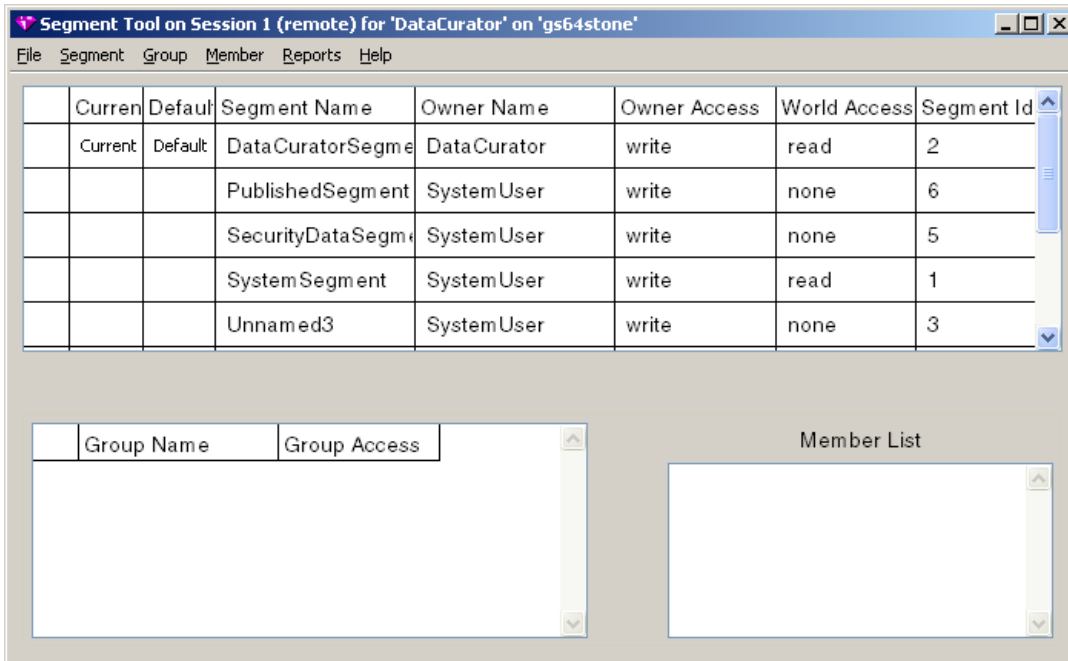 Segment Tool on Session 1 (remote) for 'DataCurator' on 'gs64stone'
File Segment Group Member Reports Help
Curren Defaul Segment Name Owner Name Owner Access World Access Segment Id
Current Default DataCuratorSegme DataCurator write read 2
PublishedSegment SystemUser write none 6
SecurityDataSegm SystemUser write none 5
SystemSegment SystemUser write read 1
Unnamed3 SystemUser write none 3
Group Name Group Access
Member List